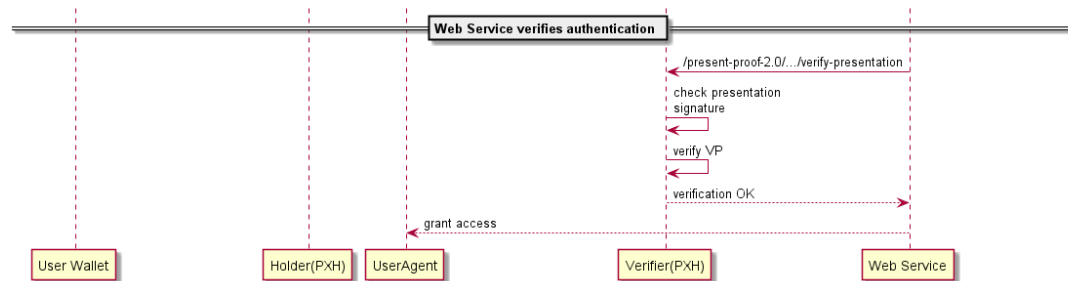 Web Service verifies authentication
/present-proof-2.0/.../verify-presentation
check presentation
signature
verify VP
verification OK
grant access
User Wallet
Holder(PXH)
UserAgent
Verifier(PXH)
Web Service